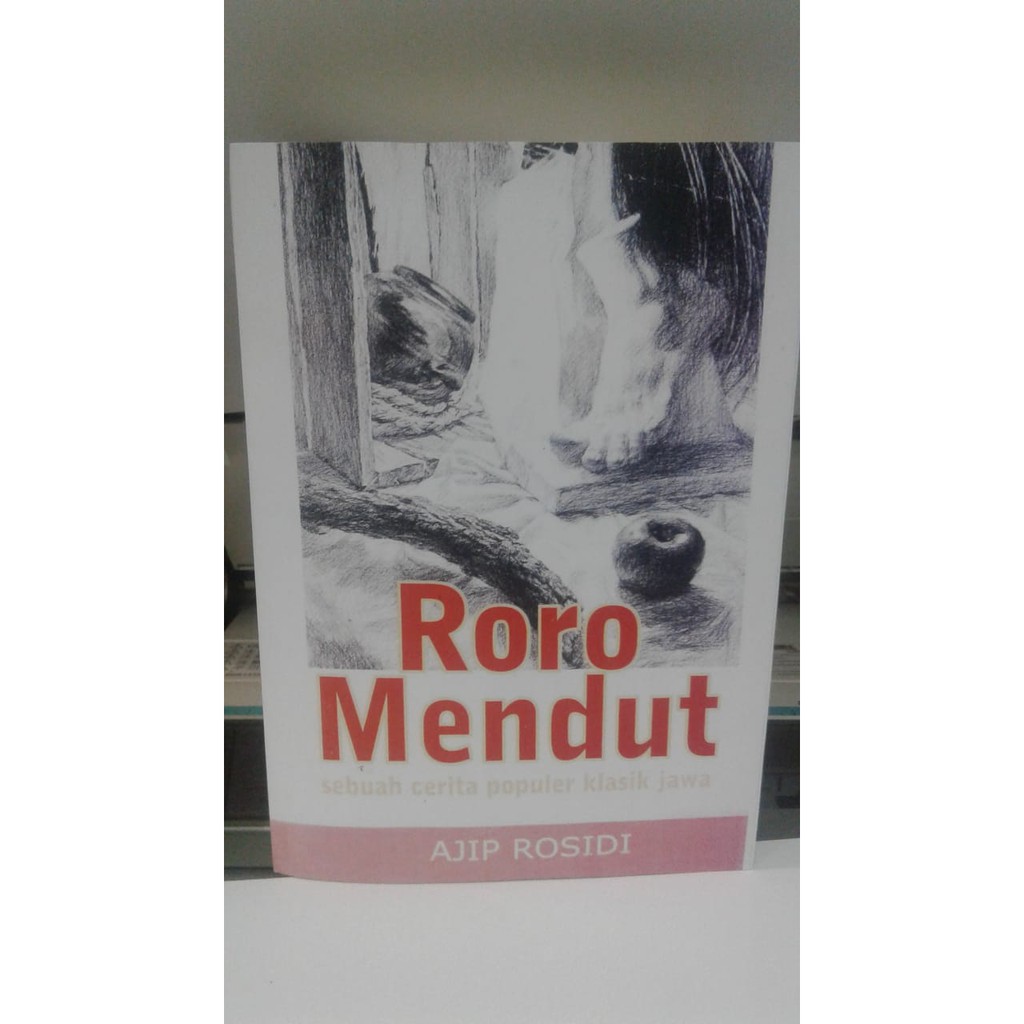 Roro
Mendut
sebuah cerita populer klasik jawa
AJIP ROSIDI